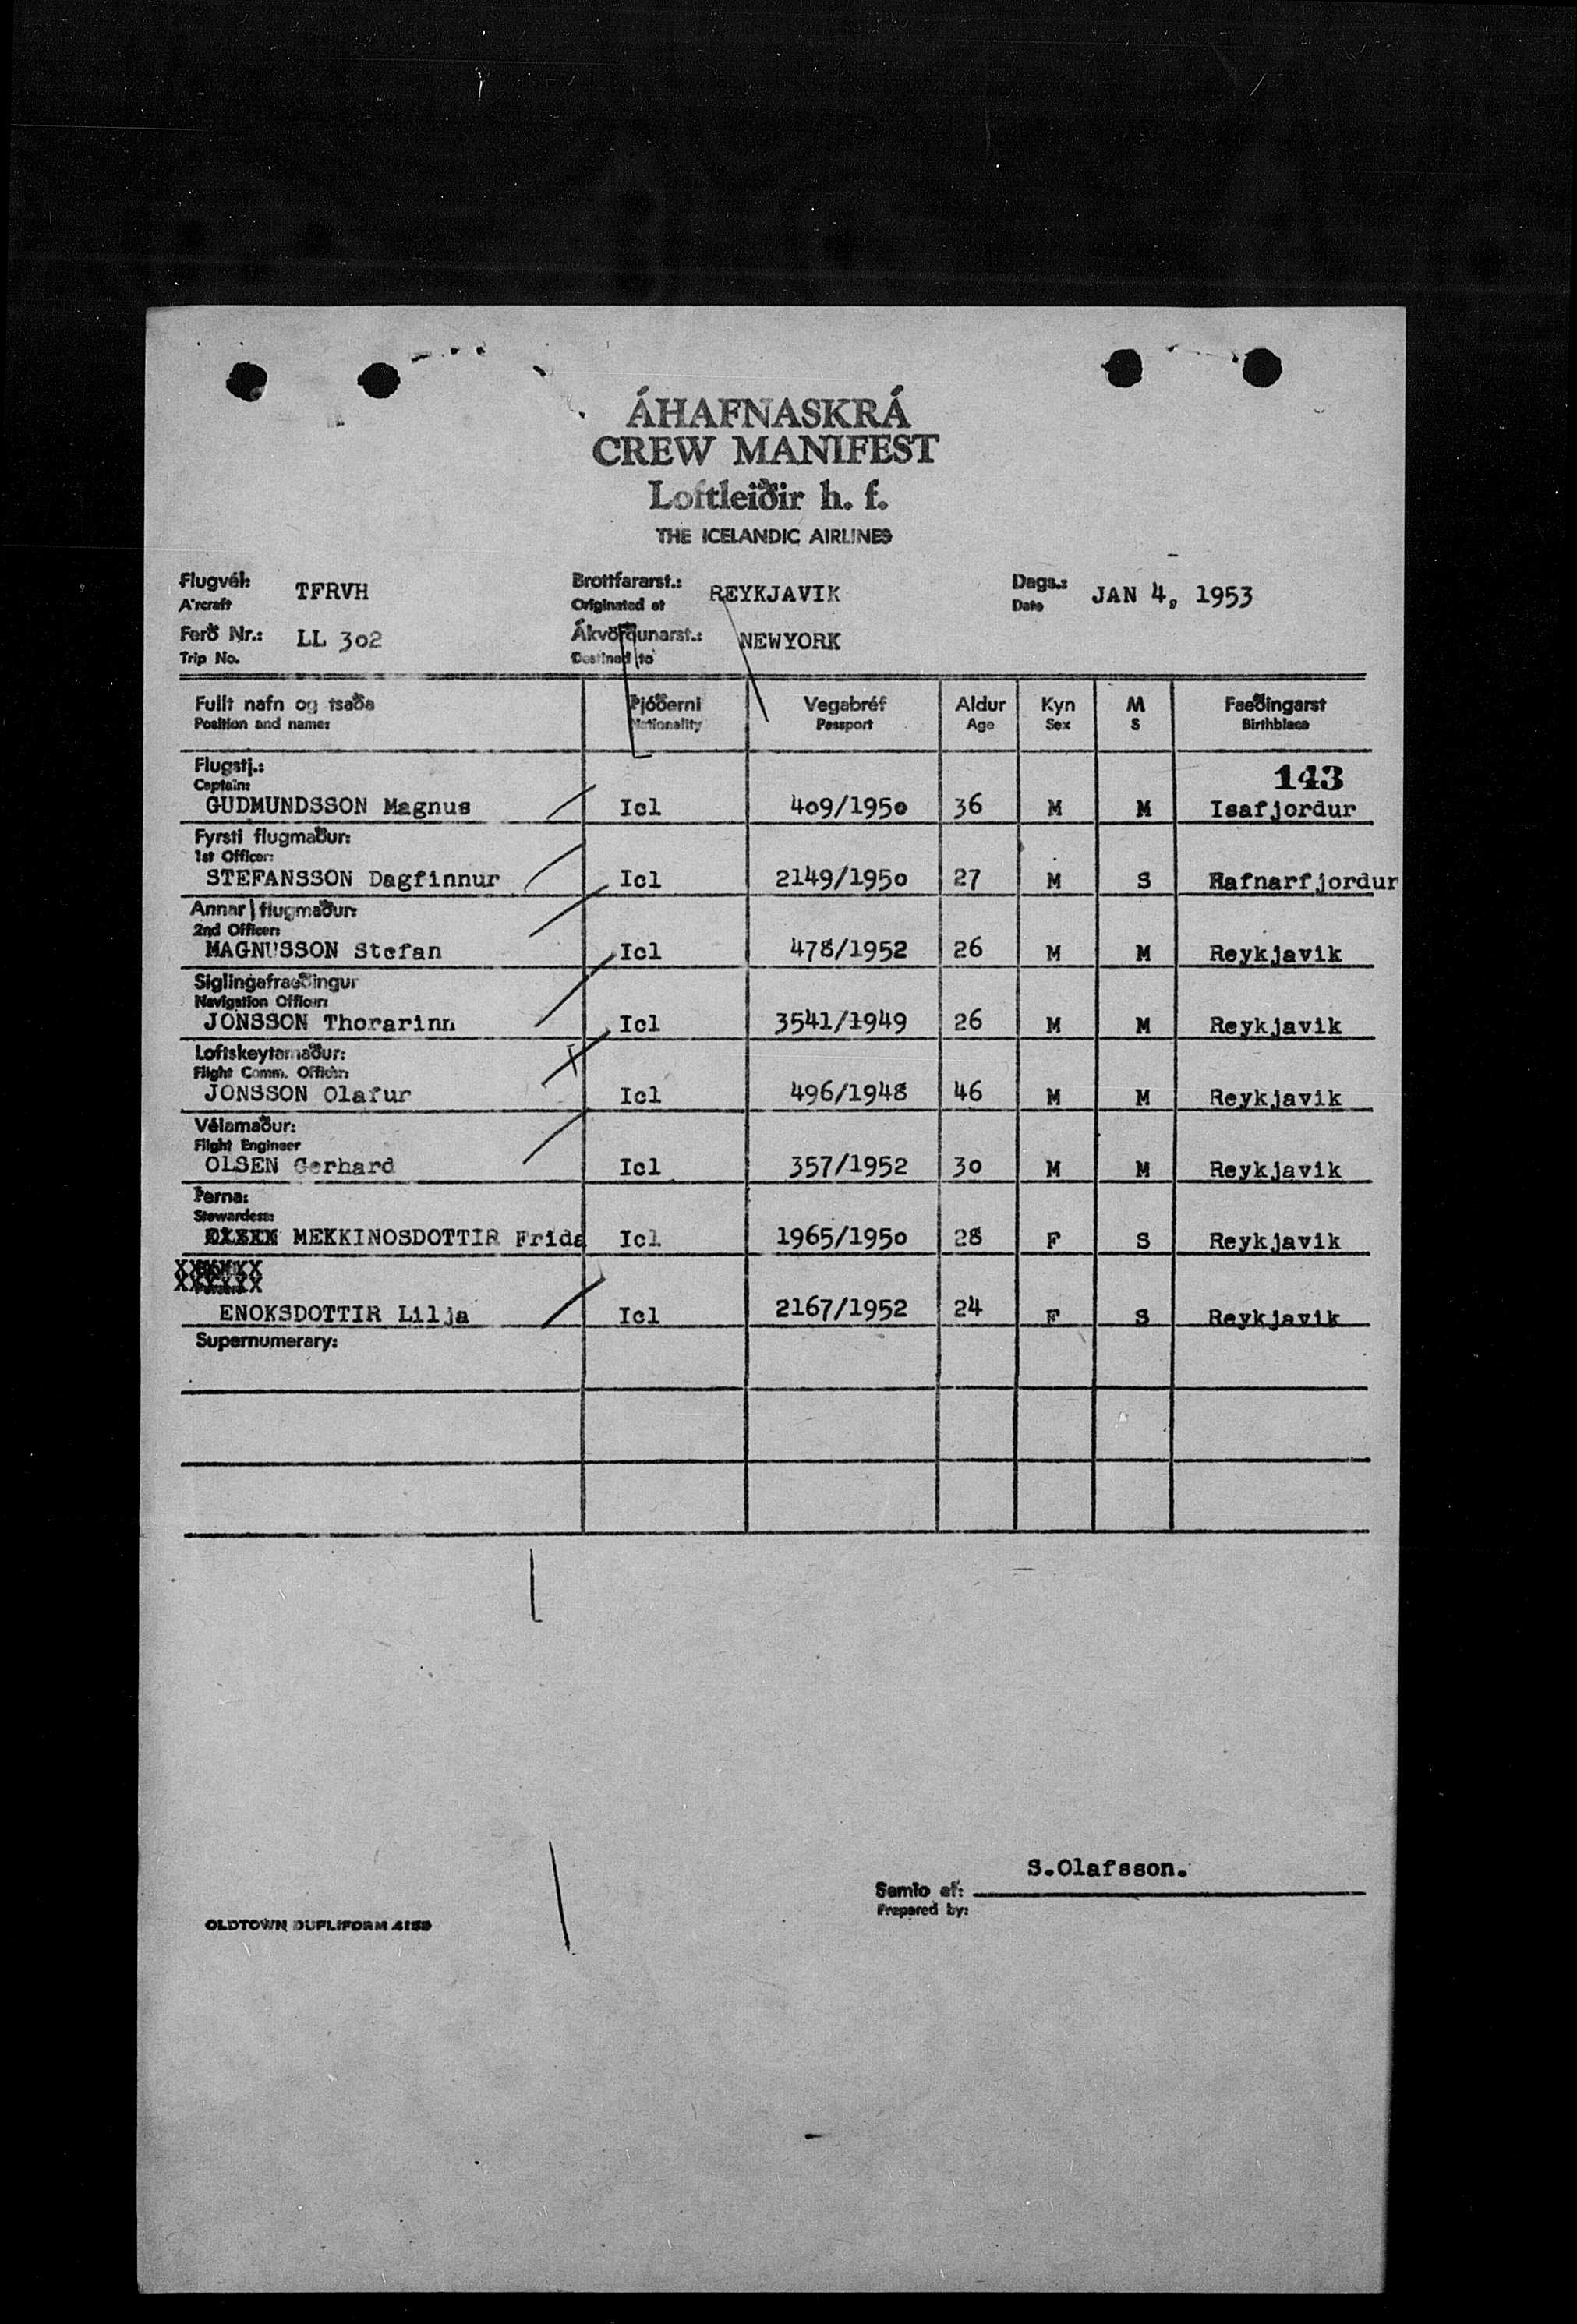 ÁHAFNASKRÁ
CREW MANIFEST
Loftleiðir h. f.
THE ICELANDIC AIRLINES
Flugvél: TFRVH Brottfararst.: REYKJAVIK Dags.: JAN 4, 1953
Aircraft Originated at Date
Ferð Nr.: LL 302 Ákvörðunarst.: NEWYORK
Trip No. Destined to
Fullt nafn og tsaða Þjóðerni Vegabréf Aldur Kyn M Faeðingarst
Position and name: Nationality Passport Age Sex S Birthblace
Flugstj.: 143
Captain:
GUDMUNDSSON Magnus Icl 409/1950 36 M M Isafjordur
Fyrsti flugmaður:
1st Officer:
STEFANSSON Dagfinnur Icl 2149/1950 27 M S Hafnarfjordur
Annar flugmaður:
2nd Officer:
MAGNUSSON Stefan Icl 478/1952 26 M M Reykjavik
Siglingafraeðingur
Navigation Officer:
JONSSON Thorarinn Icl 3541/1949 26 M M Reykjavik
Loftskeytamaður:
Flight Comm. Officer:
JONSSON Olafur Icl 496/1948 46 M M Reykjavik
Vélamaður:
Flight Engineer
OLSEN Gerhard Icl 357/1952 30 M M Reykjavik
Þerna:
Stewardess:
MEKKINOSDOTTIR Frida Icl 1965/1950 28 F S Reykjavik
XXXXXX
XXXXXX
ENOKSDOTTIR Lilja Icl 2167/1952 24 F S Reykjavik
Supernumerary:
S.Olafsson.
Samið af:
Prepared by:
OLDTOWN DUPLIFORM